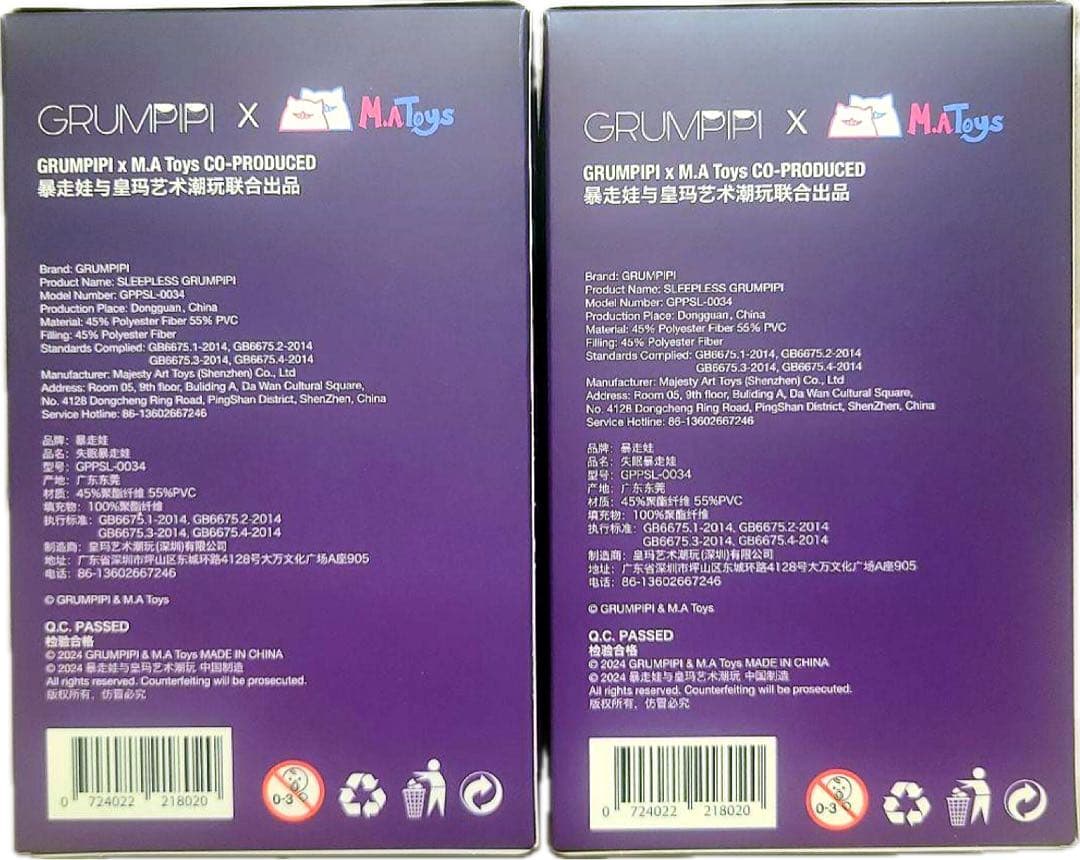 GRUMPIPI X M.A Toys
GRUMPIPI x M.A Toys CO-PRODUCED
暴走娃与皇玛艺术潮玩联合出品
Brand: GRUMPIPI
Product Name: SLEEPLESS GRUMPIPI
Model Number: GPPSL-0034
Production Place: Dongguan, China
Material: 45% Polyester Fiber 55% PVC
Filling: 45% Polyester Fiber
Standards Complied: GB6675.1-2014, GB6675.2-2014
GB6675.3-2014, GB6675.4-2014
Manufacturer: Majesty Art Toys (Shenzhen) Co., Ltd
Address: Room 05, 9th floor, Buliding A, Da Wan Cultural Square,
No. 4128 Dongcheng Ring Road, PingShan District, ShenZhen, China
Service Hotline: 86-13602667246
品牌：暴走娃
品名：失眠暴走娃
型号：GPPSL-0034
产地：广东东莞
材质：45%聚酯纤维 55%PVC
填充物：100%聚酯纤维
执行标准：GB6675.1-2014, GB6675.2-2014
GB6675.3-2014, GB6675.4-2014
制造商：皇玛艺术潮玩(深圳)有限公司
地址：广东省深圳市坪山区东城环路4128号大万文化广场A座905
电话：86-13602667246
© GRUMPIPI & M.A Toys
Q.C. PASSED
检验合格
© 2024 GRUMPIPI & M.A Toys MADE IN CHINA
© 2024 暴走娃与皇玛艺术潮玩 中国制造
All rights reserved. Counterfeiting will be prosecuted.
版权所有，仿冒必究
0 724022 218020
0-3
GRUMPIPI X M.A Toys
GRUMPIPI x M.A Toys CO-PRODUCED
暴走娃与皇玛艺术潮玩联合出品
Brand: GRUMPIPI
Product Name: SLEEPLESS GRUMPIPI
Model Number: GPPSL-0034
Production Place: Dongguan, China
Material: 45% Polyester Fiber 55% PVC
Filling: 45% Polyester Fiber
Standards Complied: GB6675.1-2014, GB6675.2-2014
GB6675.3-2014, GB6675.4-2014
Manufacturer: Majesty Art Toys (Shenzhen) Co., Ltd
Address: Room 05, 9th floor, Buliding A, Da Wan Cultural Square,
No. 4128 Dongcheng Ring Road, PingShan District, ShenZhen, China
Service Hotline: 86-13602667246
品牌：暴走娃
品名：失眠暴走娃
型号：GPPSL-0034
产地：广东东莞
材质：45%聚酯纤维 55%PVC
填充物：100%聚酯纤维
执行标准：GB6675.1-2014, GB6675.2-2014
GB6675.3-2014, GB6675.4-2014
制造商：皇玛艺术潮玩(深圳)有限公司
地址：广东省深圳市坪山区东城环路4128号大万文化广场A座905
电话：86-13602667246
© GRUMPIPI & M.A Toys
Q.C. PASSED
检验合格
© 2024 GRUMPIPI & M.A Toys MADE IN CHINA
© 2024 暴走娃与皇玛艺术潮玩 中国制造
All rights reserved. Counterfeiting will be prosecuted.
版权所有，仿冒必究
0 724022 218020
0-3